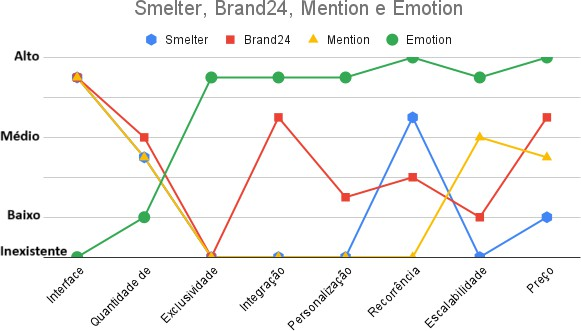 Smelter, Brand24, Mention e Emotion
Smelter Brand24 Mention Emotion
Alto
Médio
Baixo
Inexistente
Interface
Quantidade de
Exclusividade
Integração
Personalização
Recorrência
Escalabilidade
Preço